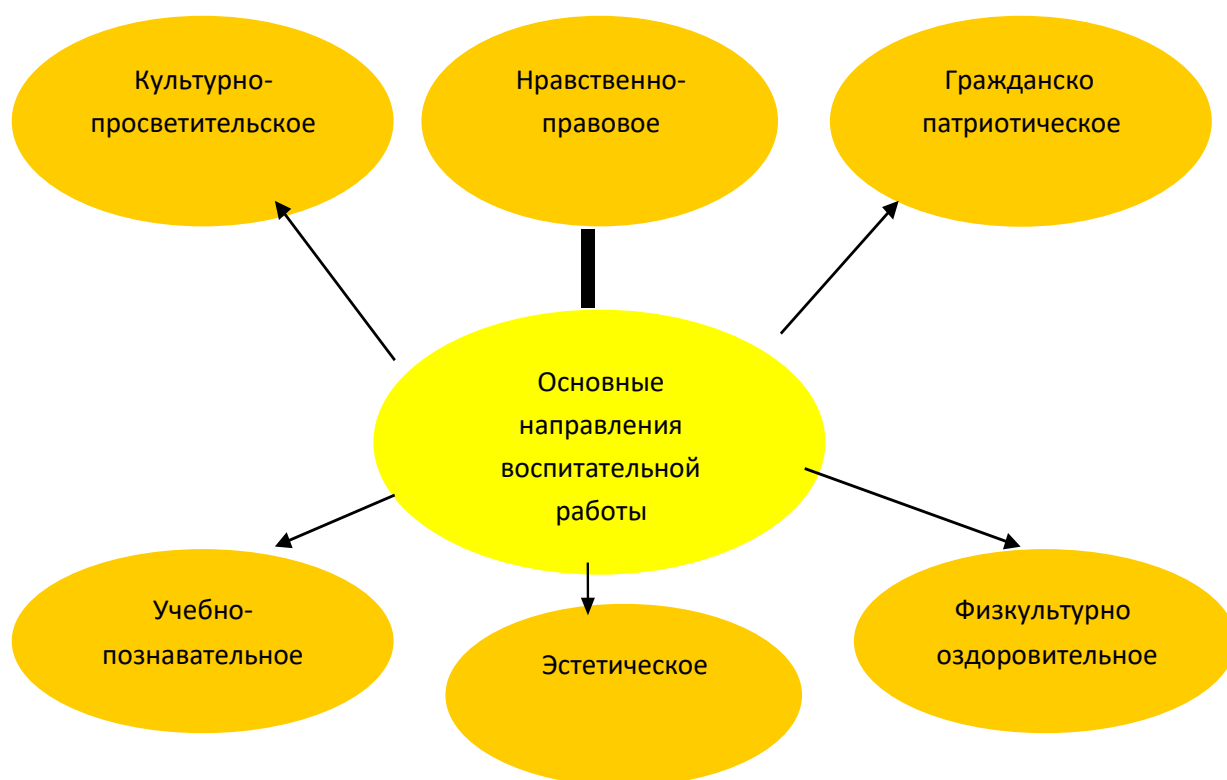 Культурно-
просветительское
Нравственно-
правовое
Гражданско
патриотическое
Основные
направления
воспитательной
работы
Учебно-
познавательное
Эстетическое
Физкультурно
оздоровительное